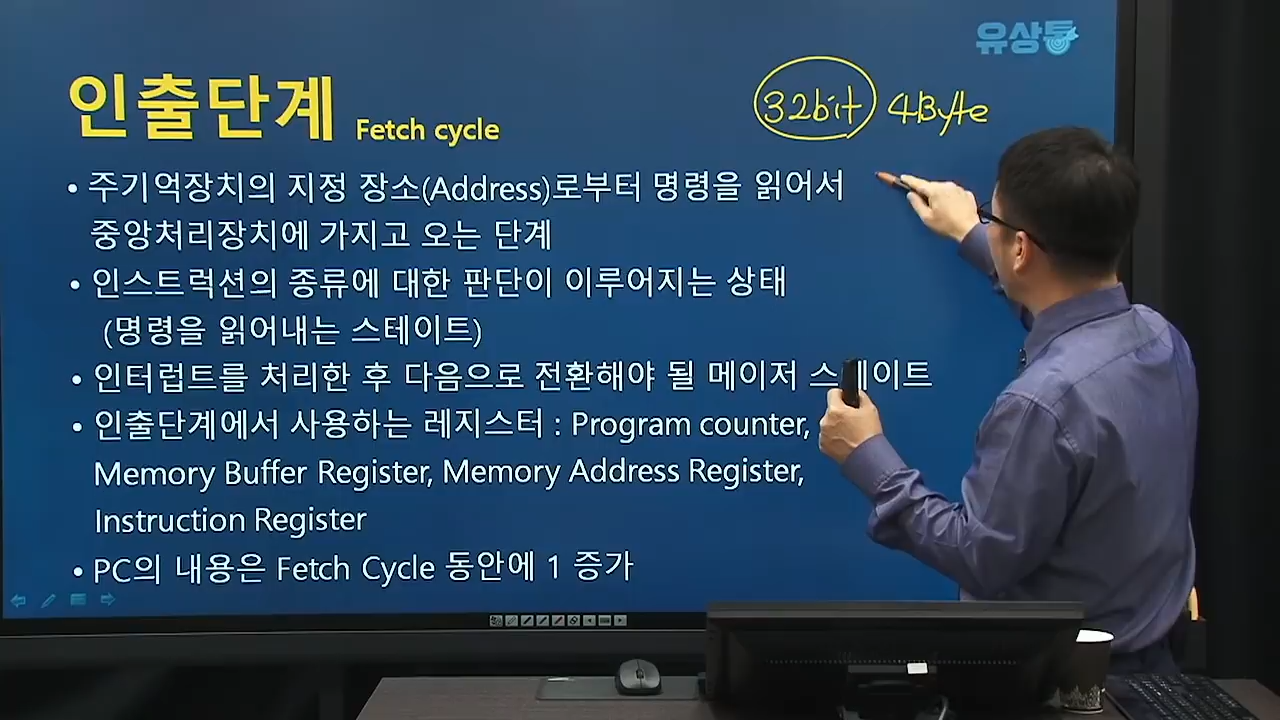 유상통
인출단계 Fetch cycle
32bit 4Byte
• 주기억장치의 지정 장소(Address)로부터 명령을 읽어서
중앙처리장치에 가지고 오는 단계
• 인스트럭션의 종류에 대한 판단이 이루어지는 상태
(명령을 읽어내는 스테이트)
• 인터럽트를 처리한 후 다음으로 전환해야 될 메이저 스테이트
• 인출단계에서 사용하는 레지스터 : Program counter,
Memory Buffer Register, Memory Address Register,
Instruction Register
• PC의 내용은 Fetch Cycle 동안에 1 증가